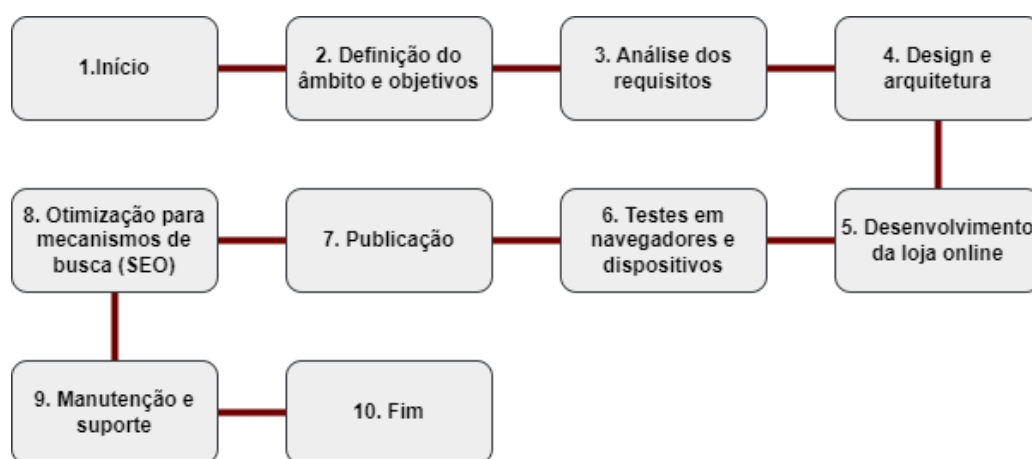 1.Início
2. Definição do
âmbito e objetivos
3. Análise dos
requisitos
4. Design e
arquitetura
5. Desenvolvimento
da loja online
6. Testes em
navegadores e
dispositivos
7. Publicação
8. Otimização para
mecanismos de
busca (SEO)
9. Manutenção e
suporte
10. Fim